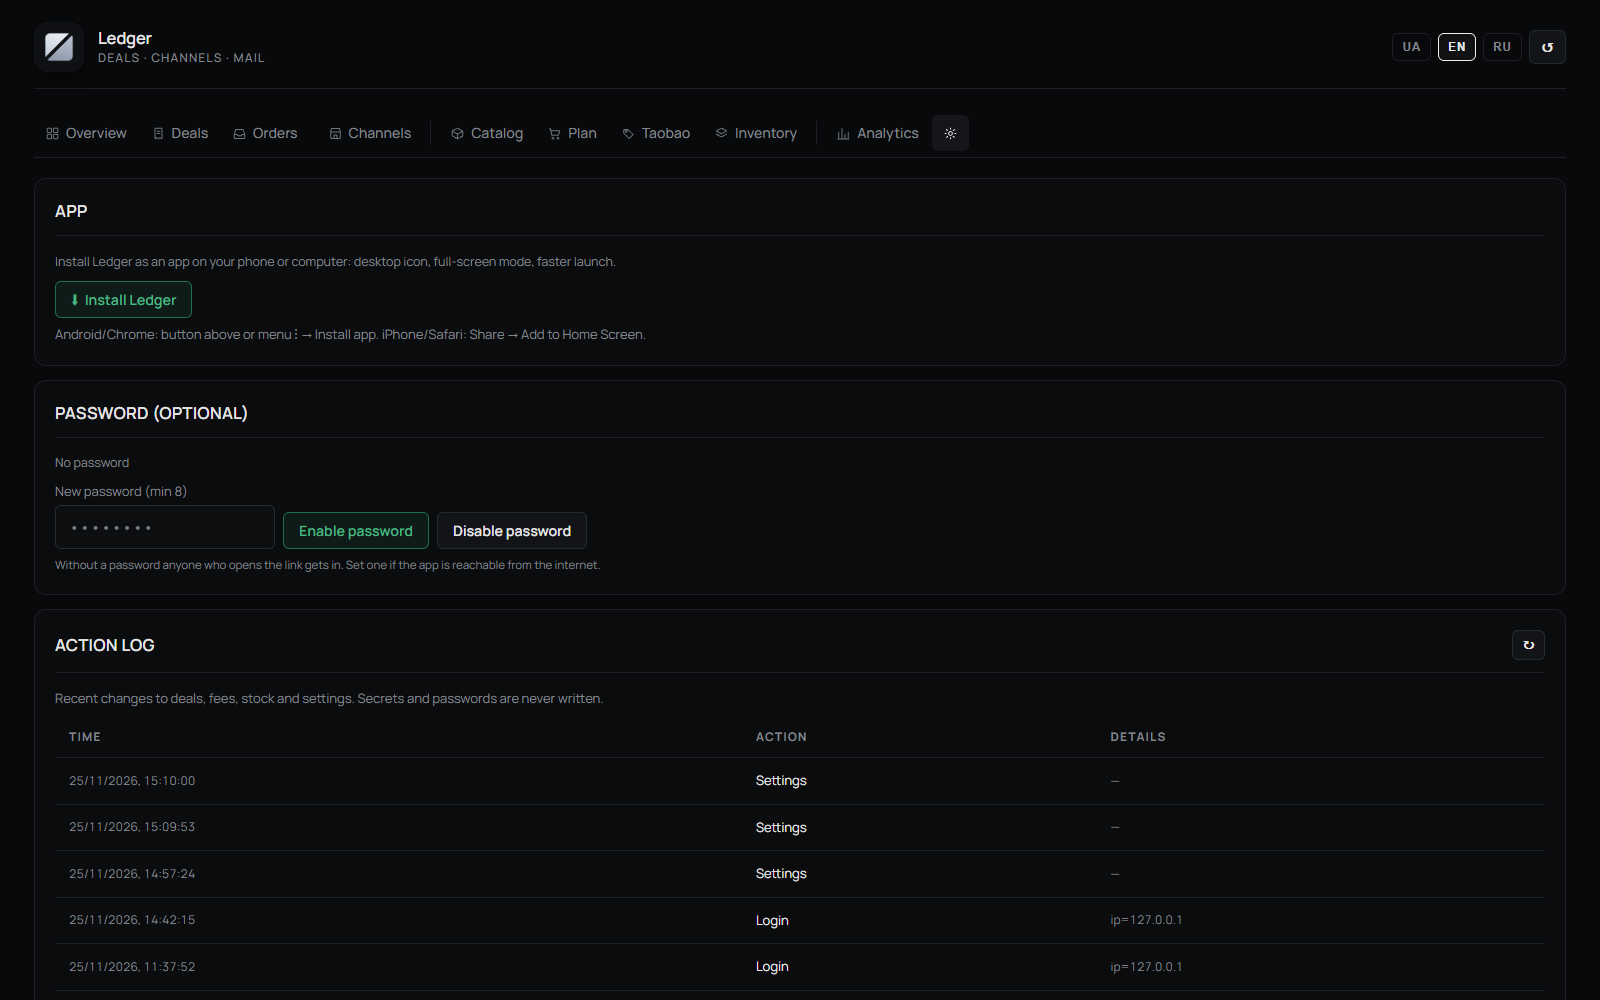 Ledger
DEALS · CHANNELS · MAIL
UA EN RU ↺
Overview Deals Orders Channels Catalog Plan Taobao Inventory Analytics
APP
Install Ledger as an app on your phone or computer: desktop icon, full-screen mode, faster launch.
⬇ Install Ledger
Android/Chrome: button above or menu ⋮ → Install app. iPhone/Safari: Share → Add to Home Screen.
PASSWORD (OPTIONAL)
No password
New password (min 8)
••••••••
Enable password Disable password
Without a password anyone who opens the link gets in. Set one if the app is reachable from the internet.
ACTION LOG ↻
Recent changes to deals, fees, stock and settings. Secrets and passwords are never written.
TIME ACTION DETAILS
25/11/2026, 15:10:00 Settings —
25/11/2026, 15:09:53 Settings —
25/11/2026, 14:57:24 Settings —
25/11/2026, 14:42:15 Login ip=127.0.0.1
25/11/2026, 11:37:52 Login ip=127.0.0.1